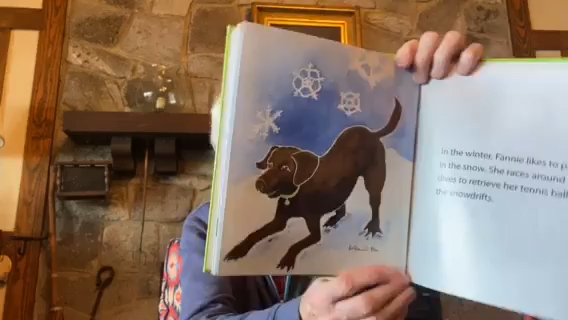 In the winter, Fannie likes to p
in the snow. She races around
dives to retrieve her tennis ball
the snowdrifts.